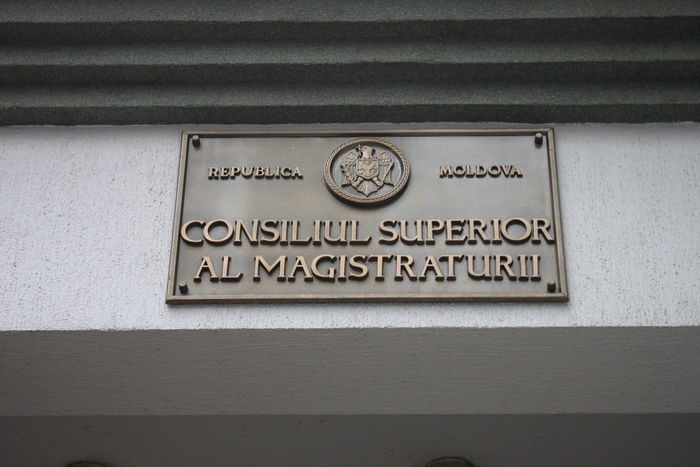 REPUBLICA MOLDOVA
CONSILIUL SUPERIOR
AL MAGISTRATURII